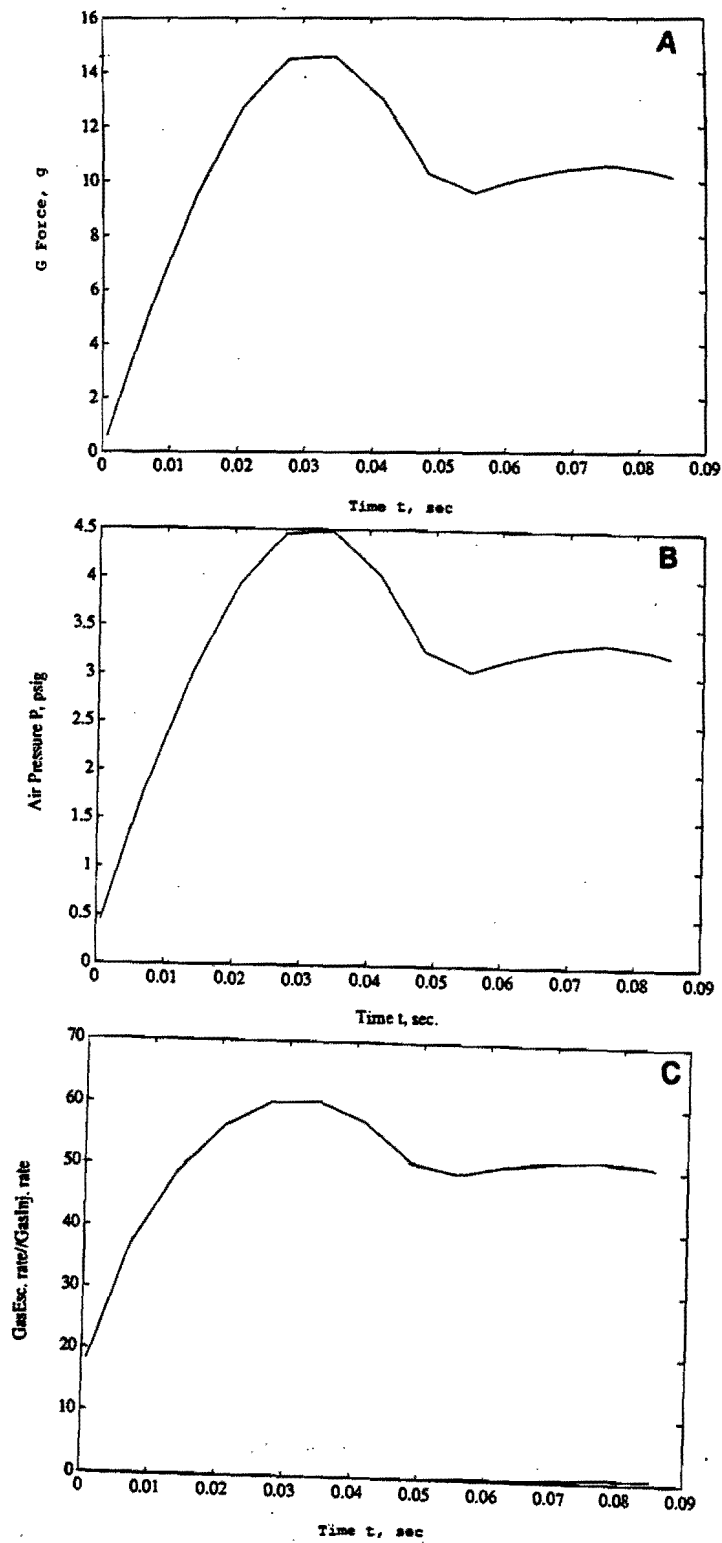 A
16
14
12
10
8
6
4
2
0
G Force, g
0 0.01 0.02 0.03 0.04 0.05 0.06 0.07 0.08 0.09
Time t, sec
B
4.5
4
3.5
3
2.5
2
1.5
1
0.5
0
Air Pressure P, psig
0 0.01 0.02 0.03 0.04 0.05 0.06 0.07 0.08 0.09
Time t, sec.
C
70
60
50
40
30
20
10
0
GasEsc. rate//GasInj. rate
0 0.01 0.02 0.03 0.04 0.05 0.06 0.07 0.08 0.09
Time t, sec